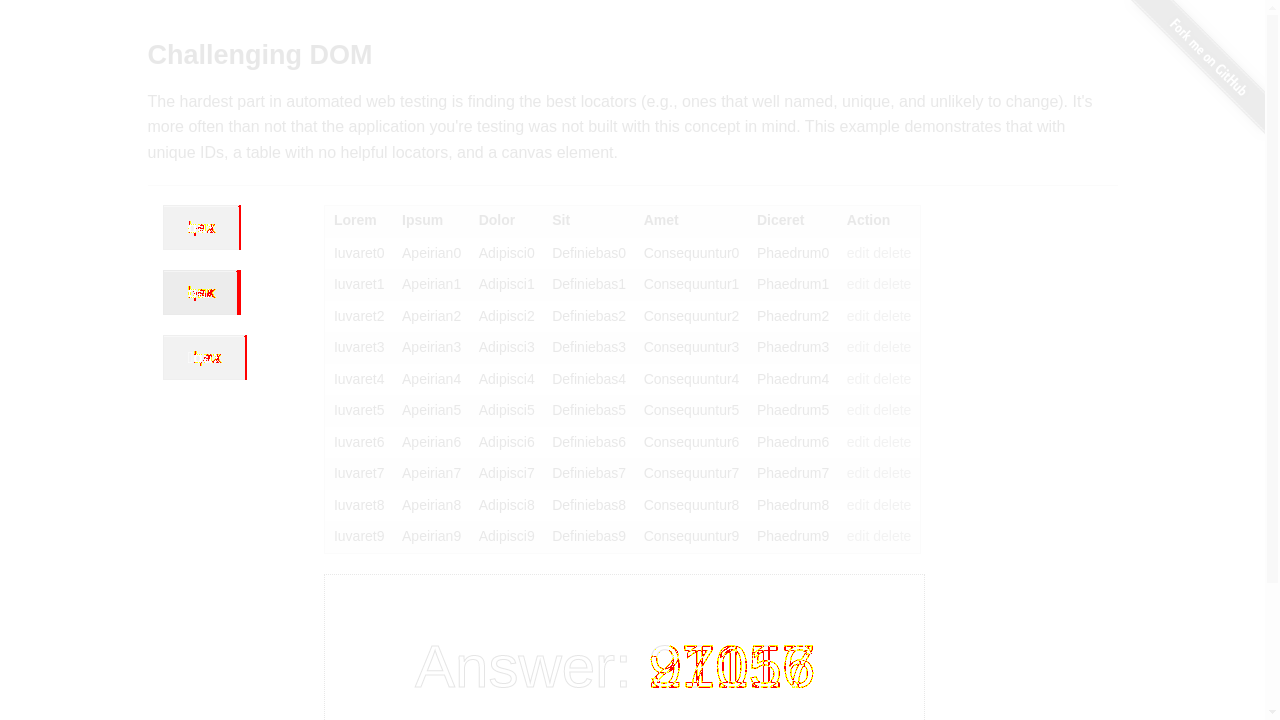 Fork me on GitHub
Challenging DOM
The hardest part in automated web testing is finding the best locators (e.g., ones that well named, unique, and unlikely to change). It's
more often than not that the application you're testing was not built with this concept in mind. This example demonstrates that with
unique IDs, a table with no helpful locators, and a canvas element.
Lorem Ipsum Dolor Sit Amet Diceret Action
Iuvaret0 Apeirian0 Adipisci0 Definiebas0 Consequuntur0 Phaedrum0 edit delete
Iuvaret1 Apeirian1 Adipisci1 Definiebas1 Consequuntur1 Phaedrum1 edit delete
Iuvaret2 Apeirian2 Adipisci2 Definiebas2 Consequuntur2 Phaedrum2 edit delete
Iuvaret3 Apeirian3 Adipisci3 Definiebas3 Consequuntur3 Phaedrum3 edit delete
Iuvaret4 Apeirian4 Adipisci4 Definiebas4 Consequuntur4 Phaedrum4 edit delete
Iuvaret5 Apeirian5 Adipisci5 Definiebas5 Consequuntur5 Phaedrum5 edit delete
Iuvaret6 Apeirian6 Adipisci6 Definiebas6 Consequuntur6 Phaedrum6 edit delete
Iuvaret7 Apeirian7 Adipisci7 Definiebas7 Consequuntur7 Phaedrum7 edit delete
Iuvaret8 Apeirian8 Adipisci8 Definiebas8 Consequuntur8 Phaedrum8 edit delete
Iuvaret9 Apeirian9 Adipisci9 Definiebas9 Consequuntur9 Phaedrum9 edit delete
Answer: